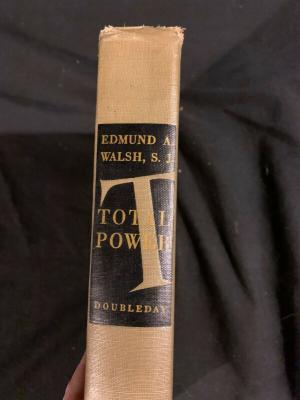 EDMUND A.
WALSH, S. J.
T
TOTAL
POWER
DOUBLEDAY